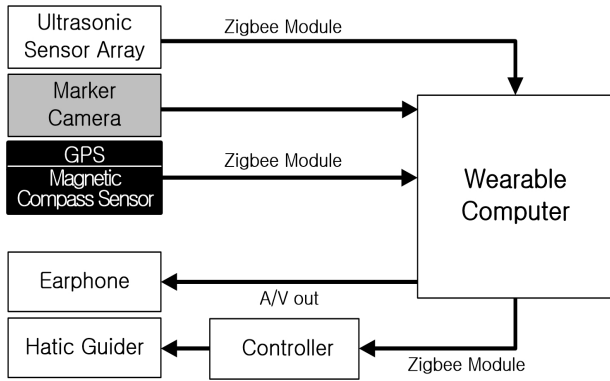 Ultrasonic
Sensor Array
Zigbee Module
Marker
Camera
GPS
Magnetic
Compass Sensor
Zigbee Module
Wearable
Computer
Earphone
A/V out
Hatic Guider
Controller
Zigbee Module